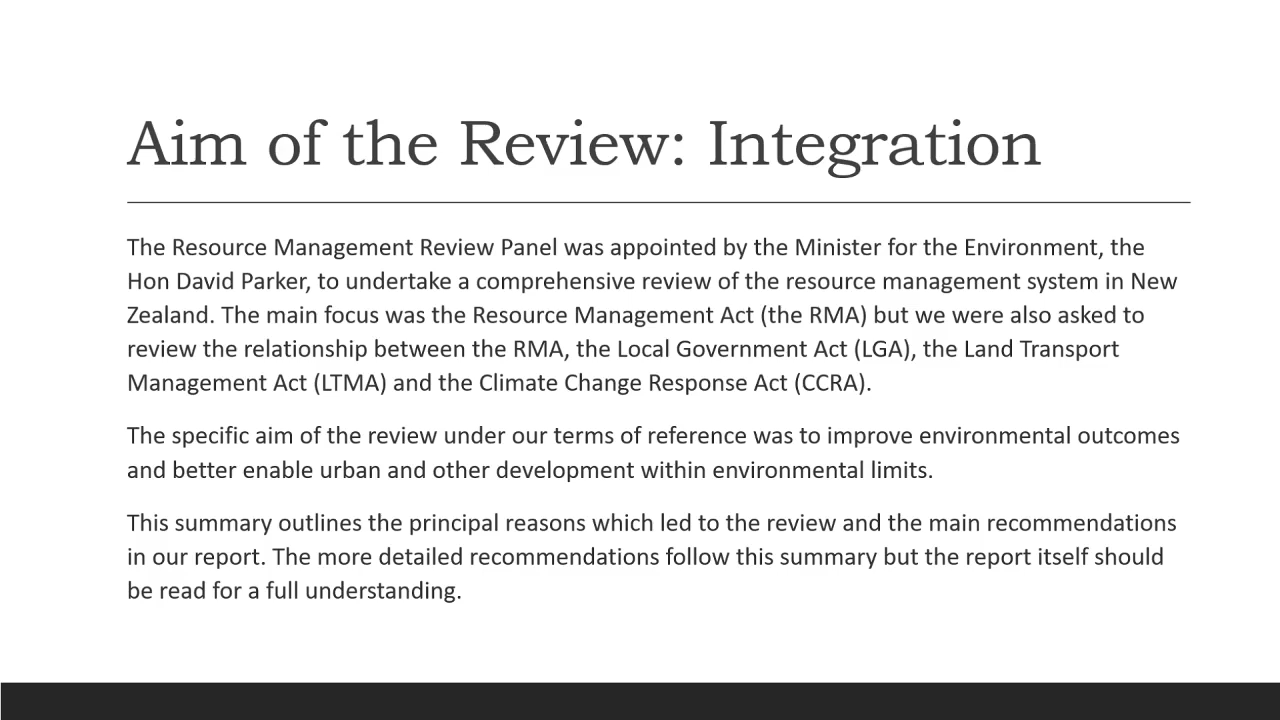 Aim of the Review: Integration
The Resource Management Review Panel was appointed by the Minister for the Environment, the
Hon David Parker, to undertake a comprehensive review of the resource management system in New
Zealand. The main focus was the Resource Management Act (the RMA) but we were also asked to
review the relationship between the RMA, the Local Government Act (LGA), the Land Transport
Management Act (LTMA) and the Climate Change Response Act (CCRA).
The specific aim of the review under our terms of reference was to improve environmental outcomes
and better enable urban and other development within environmental limits.
This summary outlines the principal reasons which led to the review and the main recommendations
in our report. The more detailed recommendations follow this summary but the report itself should
be read for a full understanding.